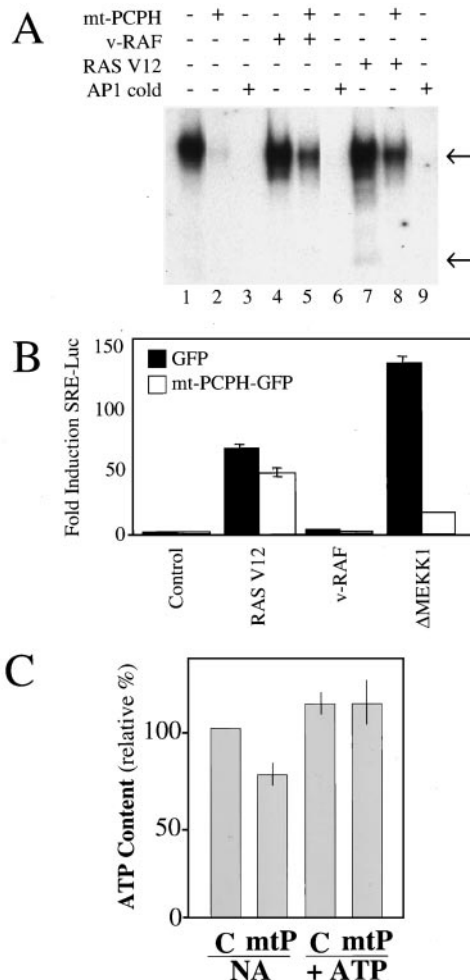 A
mt-PCPH - + - - + - - + -
v-RAF - - - + + - - - -
RAS V12 - - - - - - + + -
AP1 cold - - + - - + - - +
1 2 3 4 5 6 7 8 9
B
Fold Induction SRE-Luc
150
100
50
0
GFP
mt-PCPH-GFP
Control
RAS V12
v-RAF
ΔMEKK1
C
ATP Content (relative %)
100
50
0
C mtP C mtP
NA + ATP